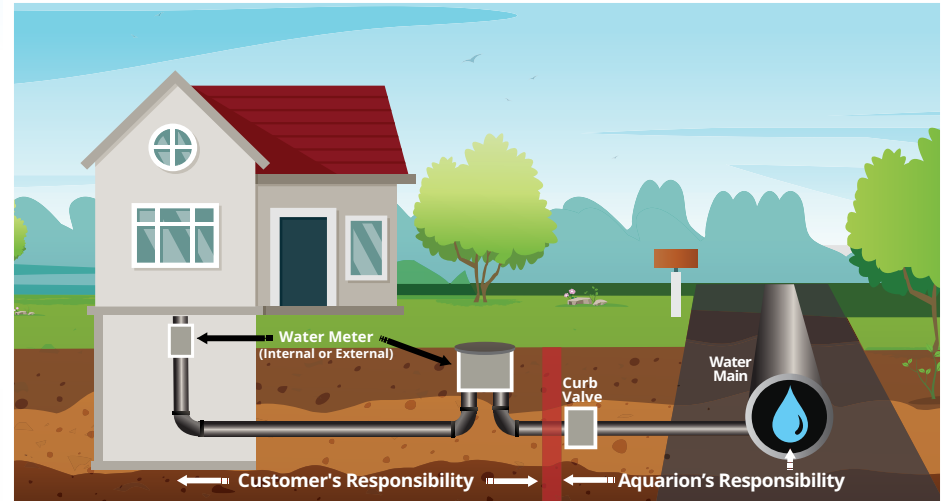 Water Meter
(Internal or External)
Water
Main
Curb
Valve
Customer's Responsibility
Aquarion’s Responsibility